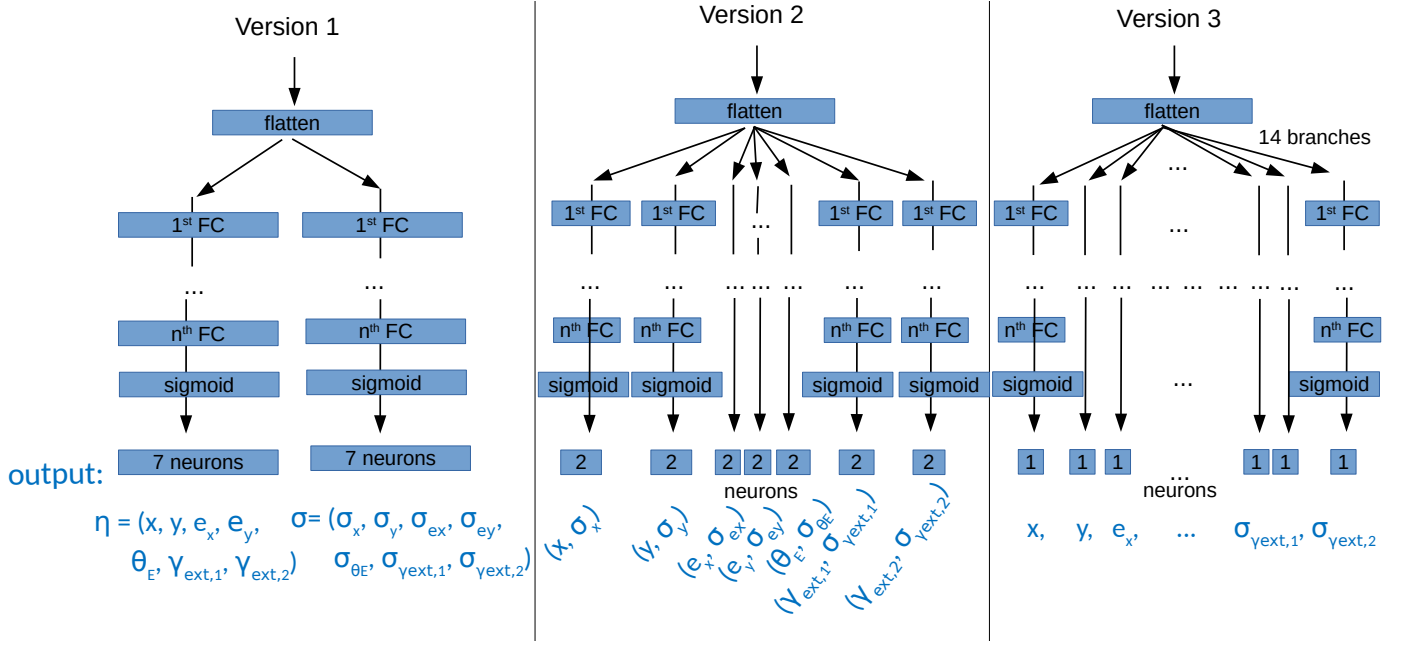 Version 1
flatten
1st FC 1st FC
... ...
nth FC nth FC
sigmoid sigmoid
7 neurons 7 neurons
output:
η = (x, y, ex, ey, σ= (σx, σy, σex, σey,
θE, γext,1, γext,2) σθE, σγext,1, σγext,2)
Version 2
flatten
1st FC 1st FC ... 1st FC 1st FC
... ... ... ... ... ... ...
nth FC nth FC nth FC nth FC
sigmoid sigmoid sigmoid sigmoid
2 2 2 2 2 2 2
neurons
(x, σx)
(y, σy)
(ex, σex)
(ey, σey)
(θE, σθE)
(γext,1, σγext,1)
(γext,2, σγext,2)
Version 3
flatten
14 branches
...
1st FC ... 1st FC
... ... ... ... ... ... ... ... ... ...
nth FC nth FC
sigmoid ... sigmoid
1 1 1 ... 1 1 1
neurons
x, y, ex, ... σγext,1, σγext,2